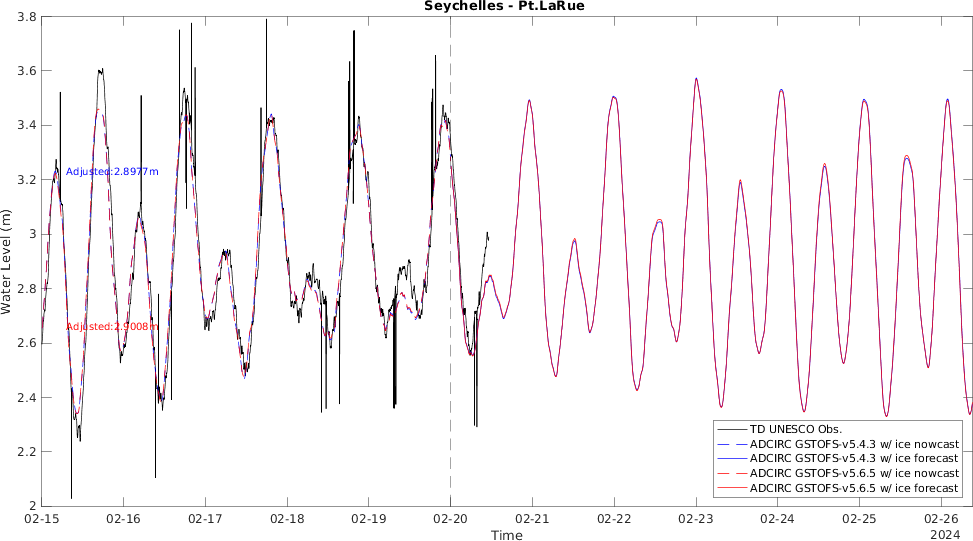 Seychelles - Pt.LaRue
Water Level (m)
3.8
3.6
3.4
3.2
3
2.8
2.6
2.4
2.2
2
Adjusted:2.8977m
Adjusted:2.9008m
TD UNESCO Obs.
ADCIRC GSTOFS-v5.4.3 w/ ice nowcast
ADCIRC GSTOFS-v5.4.3 w/ ice forecast
ADCIRC GSTOFS-v5.6.5 w/ ice nowcast
ADCIRC GSTOFS-v5.6.5 w/ ice forecast
02-15 02-16 02-17 02-18 02-19 02-20 02-21 02-22 02-23 02-24 02-25 02-26
Time
2024